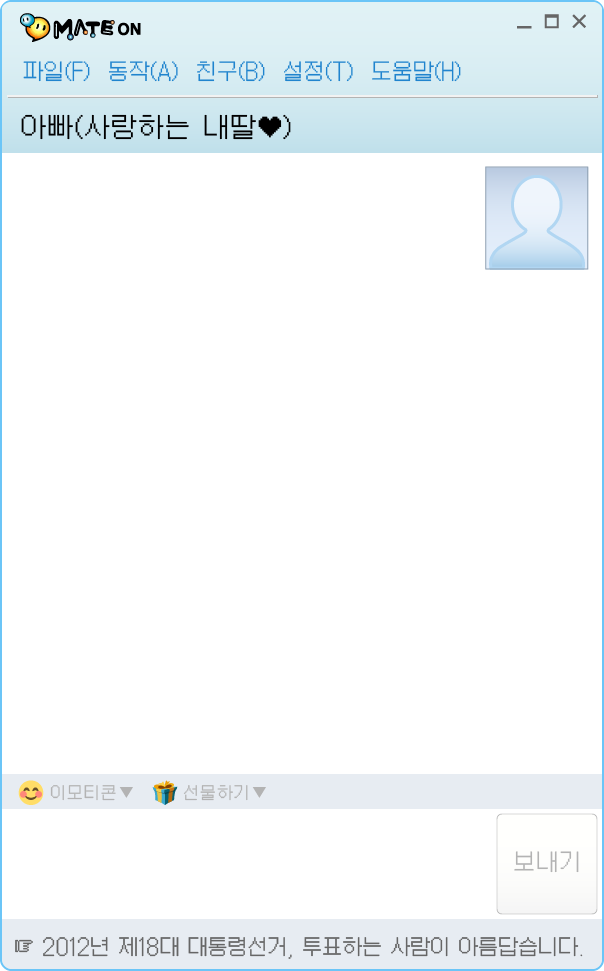 MATE ON
파일(F) 동작(A) 친구(B) 설정(T) 도움말(H)
아빠(사랑하는 내딸♥)
이모티콘▼ 선물하기▼
보내기
☞ 2012년 제18대 대통령선거, 투표하는 사람이 아름답습니다.